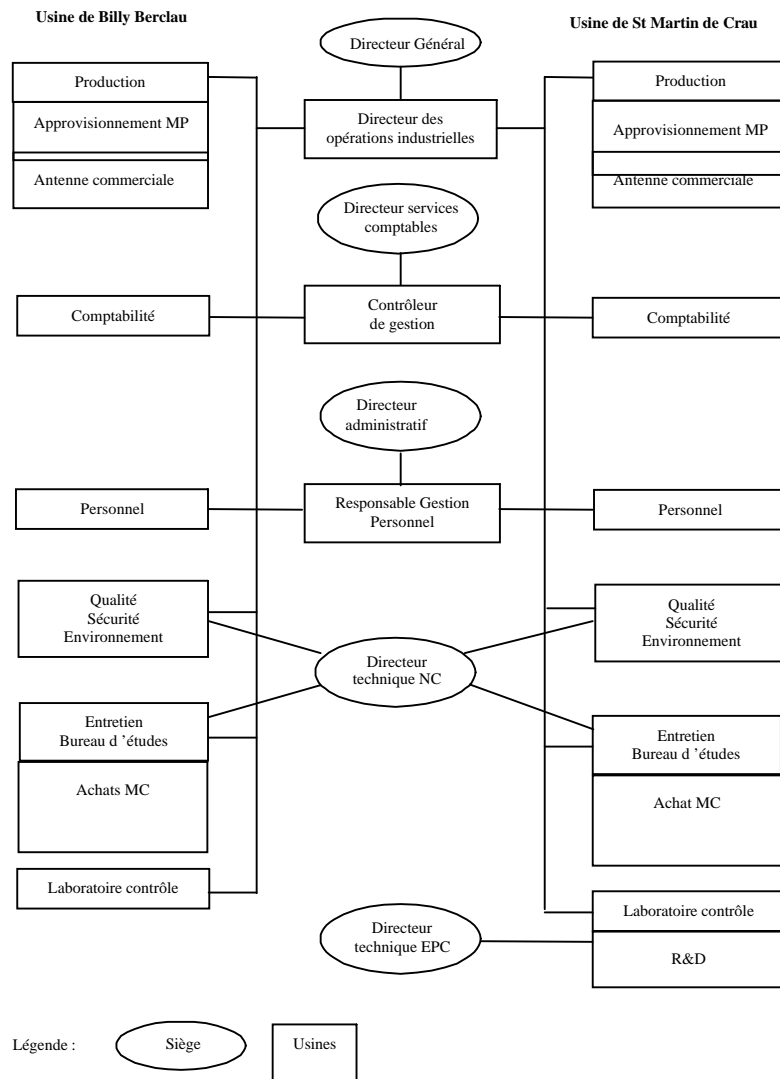 Usine de Billy Berclau
Directeur Général
Usine de St Martin de Crau
Production
Approvisionnement MP
Antenne commerciale
Directeur des
opérations industrielles
Production
Approvisionnement MP
Antenne commerciale
Directeur services
comptables
Comptabilité
Contrôleur
de gestion
Comptabilité
Directeur
administratif
Personnel
Responsable Gestion
Personnel
Personnel
Qualité
Sécurité
Environnement
Directeur
technique NC
Qualité
Sécurité
Environnement
Entretien
Bureau d ’études
Achats MC
Entretien
Bureau d ’études
Achat MC
Laboratoire contrôle
Directeur
technique EPC
Laboratoire contrôle
R&D
Légende :
Siège
Usines